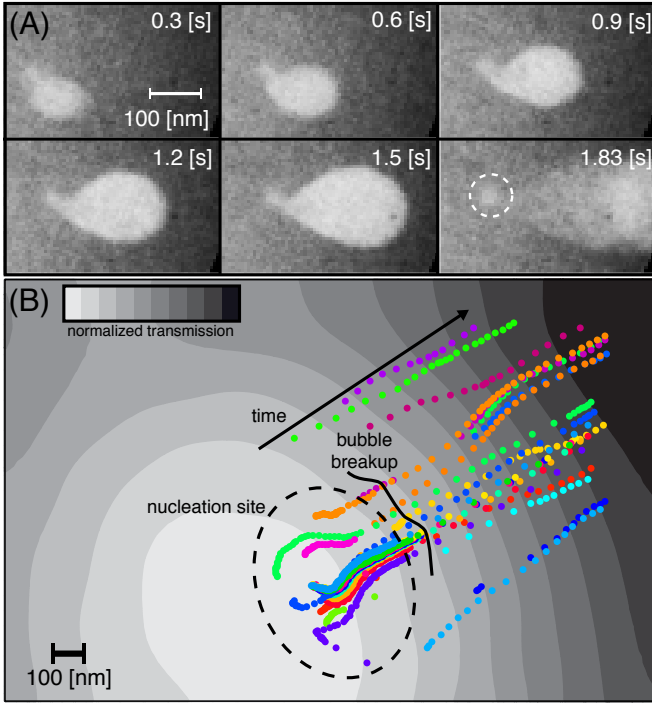 (A)
0.3 [s]
0.6 [s]
0.9 [s]
100 [nm]
1.2 [s]
1.5 [s]
1.83 [s]
(B)
normalized transmission
time
bubble
breakup
nucleation site
100 [nm]